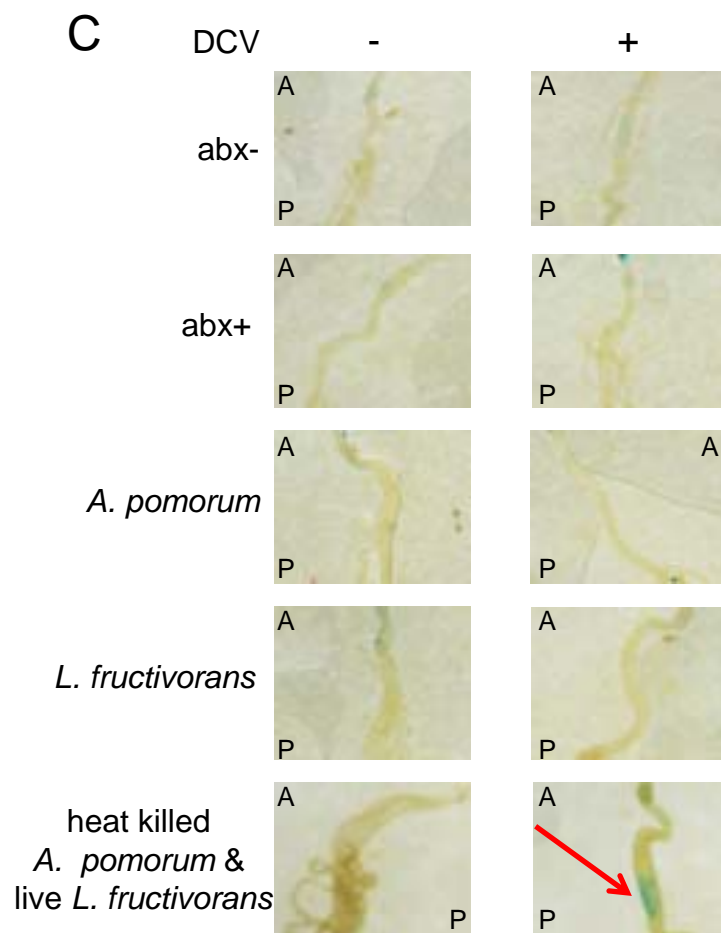 C DCV - +
A A
abx-
P P
A A
abx+
P P
A A
A. pomorum
P P
A A
L. fructivorans
P P
A A
heat killed
A. pomorum &
live L. fructivorans
P P